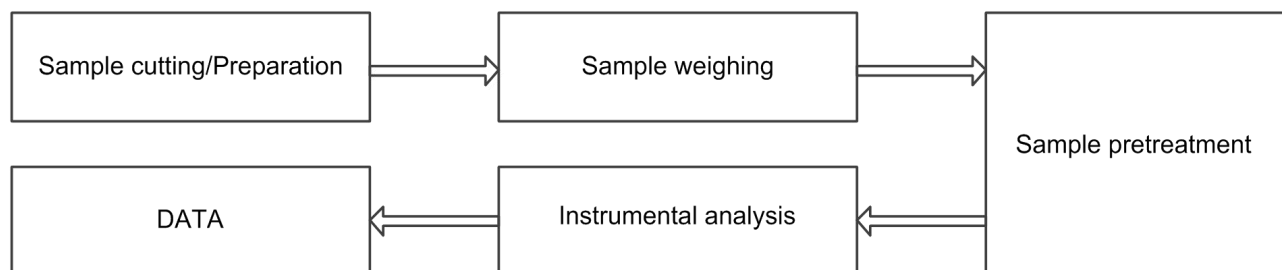 Sample cutting/Preparation
Sample weighing
Sample pretreatment
Instrumental analysis
DATA